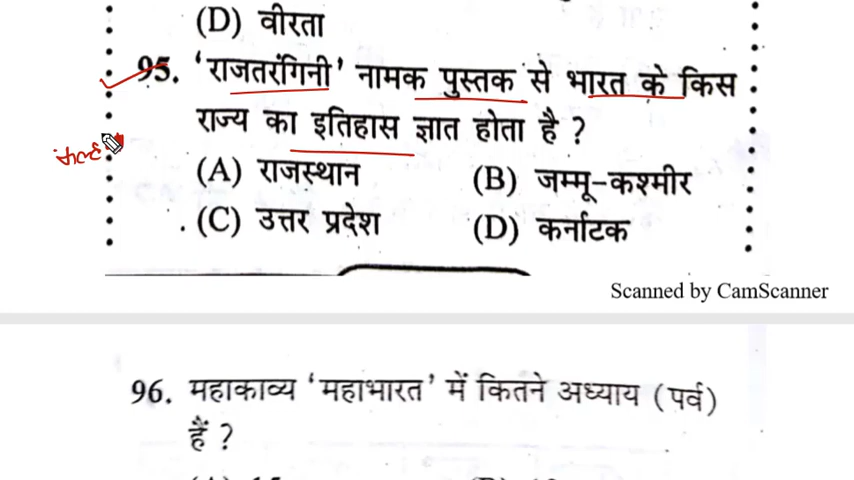 (D) वीरता
95. 'राजतरंगिनी' नामक पुस्तक से भारत के किस
राज्य का इतिहास ज्ञात होता है ?
(A) राजस्थान (B) जम्मू-कश्मीर
(C) उत्तर प्रदेश (D) कर्नाटक
Scanned by CamScanner
96. महाकाव्य 'महाभारत' में कितने अध्याय (पर्व)
हैं ?